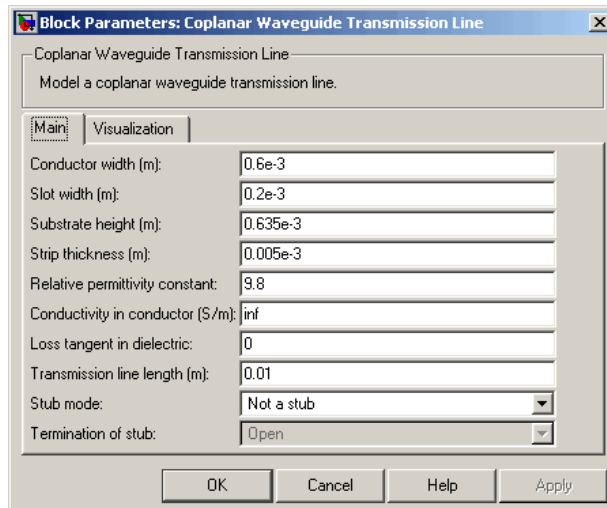 Block Parameters: Coplanar Waveguide Transmission Line
Coplanar Waveguide Transmission Line
Model a coplanar waveguide transmission line.
Main Visualization
Conductor width (m): 0.6e-3
Slot width (m): 0.2e-3
Substrate height (m): 0.635e-3
Strip thickness (m): 0.005e-3
Relative permittivity constant: 9.8
Conductivity in conductor (S/m): inf
Loss tangent in dielectric: 0
Transmission line length (m): 0.01
Stub mode: Not a stub
Termination of stub: Open
OK Cancel Help Apply